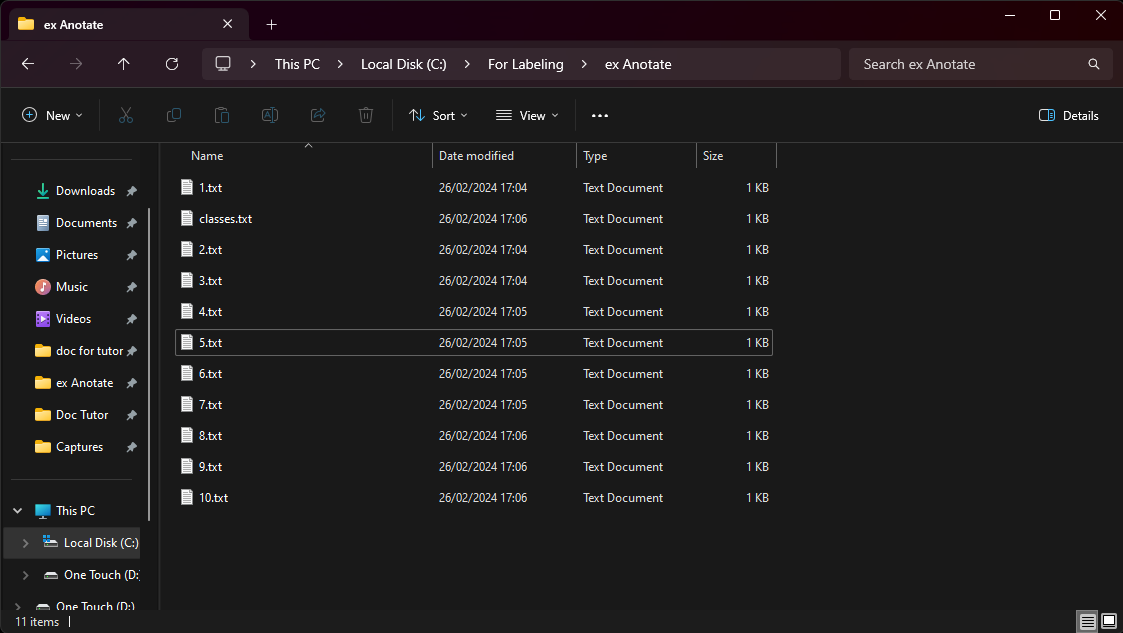 ex Anotate
This PC Local Disk (C:) For Labeling ex Anotate
Search ex Anotate
New Sort View Details
Name Date modified Type Size
1.txt 26/02/2024 17:04 Text Document 1 KB
classes.txt 26/02/2024 17:06 Text Document 1 KB
2.txt 26/02/2024 17:04 Text Document 1 KB
3.txt 26/02/2024 17:04 Text Document 1 KB
4.txt 26/02/2024 17:05 Text Document 1 KB
5.txt 26/02/2024 17:05 Text Document 1 KB
6.txt 26/02/2024 17:05 Text Document 1 KB
7.txt 26/02/2024 17:05 Text Document 1 KB
8.txt 26/02/2024 17:06 Text Document 1 KB
9.txt 26/02/2024 17:06 Text Document 1 KB
10.txt 26/02/2024 17:06 Text Document 1 KB
Downloads
Documents
Pictures
Music
Videos
doc for tutor
ex Anotate
Doc Tutor
Captures
This PC
Local Disk (C:)
One Touch (D:
One Touch (D:)
11 items